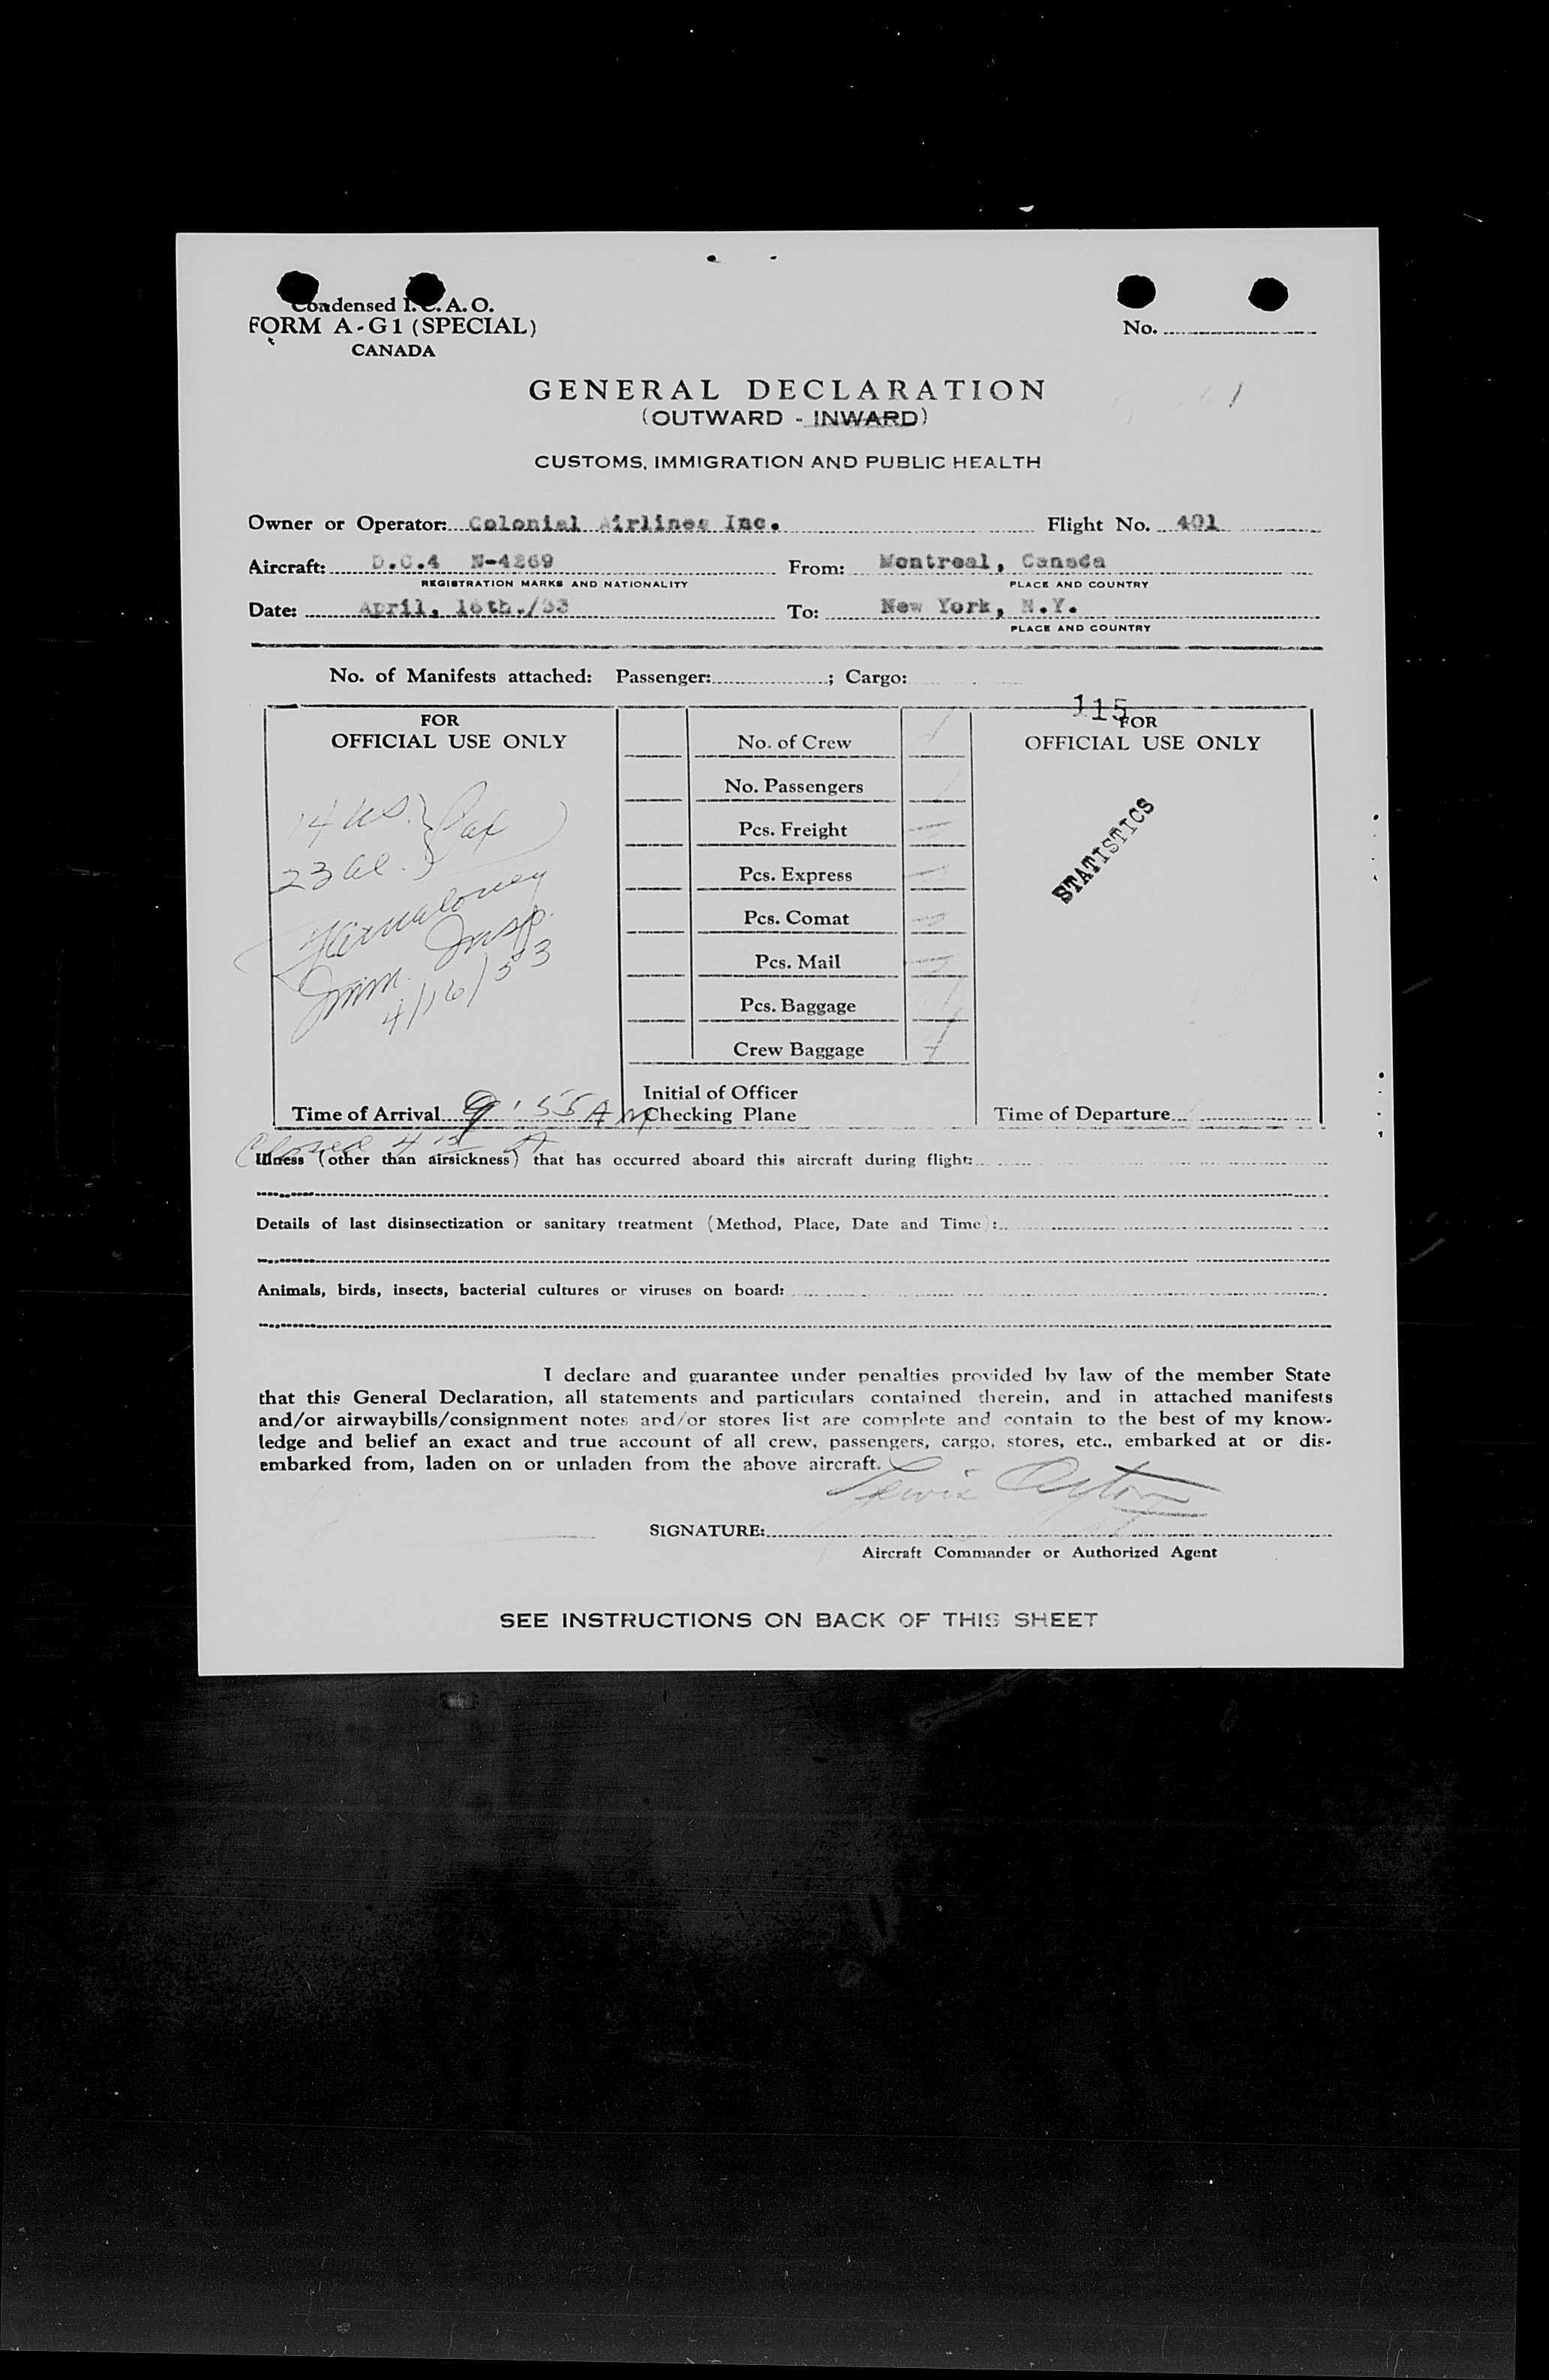 Condensed I.C.A.O.
FORM A-G1 (SPECIAL)
CANADA
No.
GENERAL DECLARATION
(OUTWARD - INWARD)
CUSTOMS, IMMIGRATION AND PUBLIC HEALTH
Owner or Operator: Colonial Airlines Inc. Flight No. 401
Aircraft: D.C.4 N-4269 From: Montreal, Canada
REGISTRATION MARKS AND NATIONALITY PLACE AND COUNTRY
Date: April, 16th./53 To: New York, N.Y.
PLACE AND COUNTRY
No. of Manifests attached: Passenger: ; Cargo:
115
FOR
OFFICIAL USE ONLY
14 US. } Pax
23 al.
Insp.
Imm.
4/16/53
Time of Arrival 9:55 AM
No. of Crew
No. Passengers
Pcs. Freight
Pcs. Express
Pcs. Comat
Pcs. Mail
Pcs. Baggage
Crew Baggage
Initial of Officer
Checking Plane
FOR
OFFICIAL USE ONLY
STATISTICS
Time of Departure
Illness (other than airsickness) that has occurred aboard this aircraft during flight:
Details of last disinsectization or sanitary treatment (Method, Place, Date and Time):
Animals, birds, insects, bacterial cultures or viruses on board:
I declare and guarantee under penalties provided by law of the member State
that this General Declaration, all statements and particulars contained therein, and in attached manifests
and/or airwaybills/consignment notes and/or stores list are complete and contain to the best of my know-
ledge and belief an exact and true account of all crew, passengers, cargo, stores, etc., embarked at or dis-
embarked from, laden on or unladen from the above aircraft.
Lewis
SIGNATURE:
Aircraft Commander or Authorized Agent
SEE INSTRUCTIONS ON BACK OF THIS SHEET